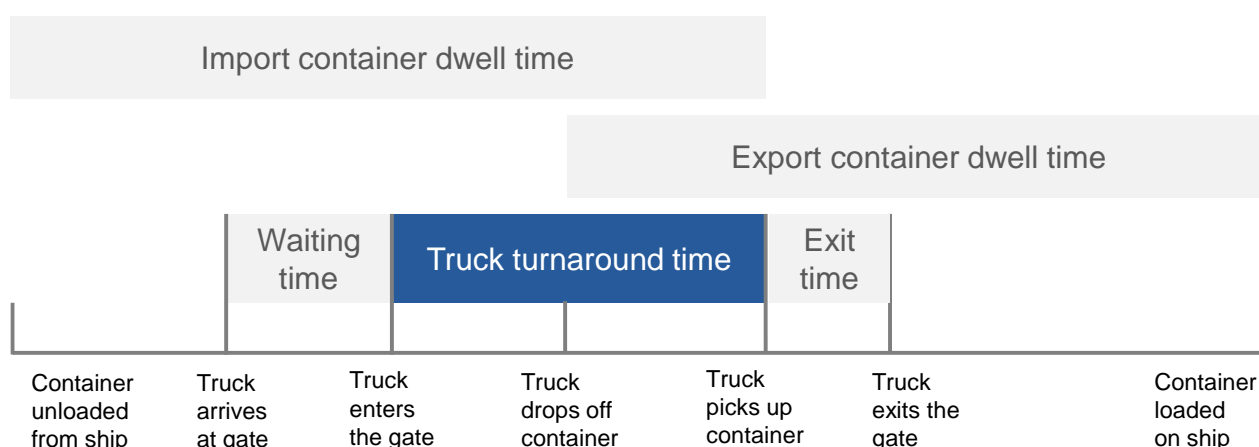 Import container dwell time
Export container dwell time
Waiting
time
Truck turnaround time
Exit
time
Container
unloaded
from ship
Truck
arrives
at gate
Truck
enters
the gate
Truck
drops off
container
Truck
picks up
container
Truck
exits the
gate
Container
loaded
on ship